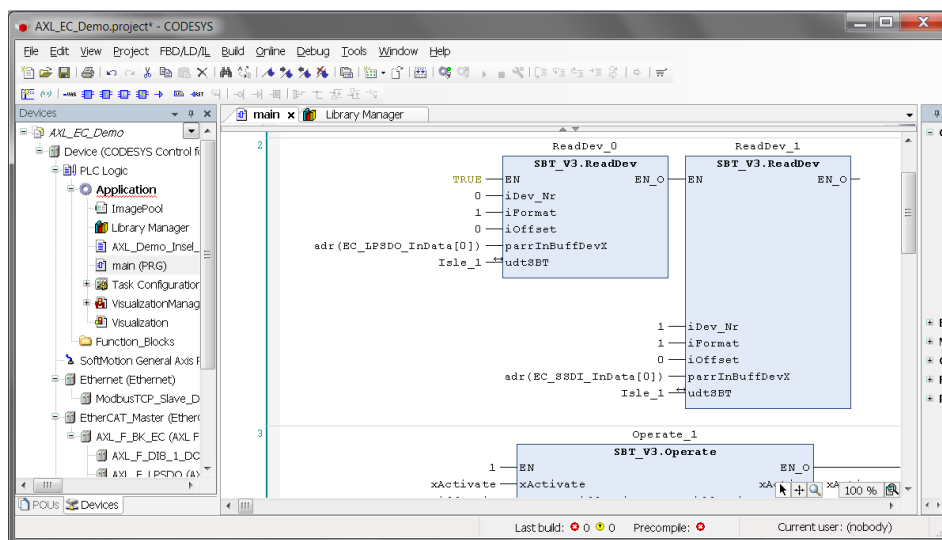 AXL_EC_Demo.project* - CODESYS
File Edit View Project FBD/LD/IL Build Online Debug Tools Window Help
Devices
AXL_EC_Demo
Device (CODESYS Control f
PLC Logic
Application
ImagePool
Library Manager
AXL_Demo_Insel_
main (PRG)
Task Configuration
VisualizationManag
Visualization
Function_Blocks
SoftMotion General Axis P
Ethernet (Ethernet)
ModbusTCP_Slave_D
EtherCAT_Master (Ether
AXL_F_BK_EC (AXL F
AXL_F_DIB_1_DC
AXL_F_LPSDO (A
POUs Devices
main Library Manager
2
ReadDev_0 ReadDev_1
SBT_V3.ReadDev SBT_V3.ReadDev
TRUE EN EN_O EN EN_O
0 iDev_Nr
1 iFormat
0 iOffset
adr(EC_LPSDO_InData[0]) parrInBuffDevX
Isle_1 udtSBT
1 iDev_Nr
1 iFormat
0 iOffset
adr(EC_SSDI_InData[0]) parrInBuffDevX
Isle_1 udtSBT
3
Operate_1
SBT_V3.Operate
1 EN EN_O
xActivate xActivate
100 %
Last build: 0 0 Precompile: Current user: (nobody)